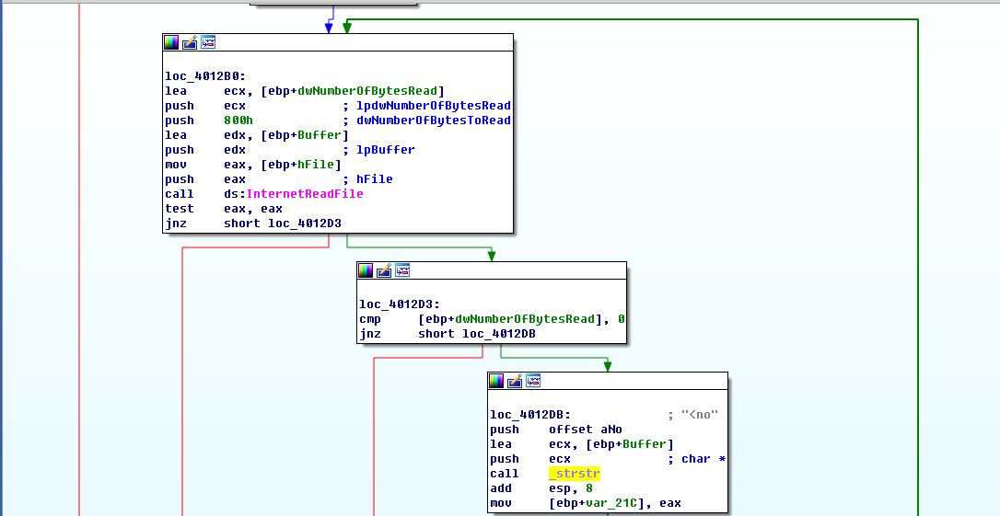 loc_4012B0:
lea ecx, [ebp+dwNumberOfBytesRead]
push ecx ; lpdwNumberOfBytesRead
push 800h ; dwNumberOfBytesToRead
lea edx, [ebp+Buffer]
push edx ; lpBuffer
mov eax, [ebp+hFile]
push eax ; hFile
call ds:InternetReadFile
test eax, eax
jnz short loc_4012D3
loc_4012D3:
cmp [ebp+dwNumberOfBytesRead], 0
jnz short loc_4012DB
loc_4012DB: ; "<no"
push offset aNo
lea ecx, [ebp+Buffer]
push ecx ; char *
call _strstr
add esp, 8
mov [ebp+var_21C], eax